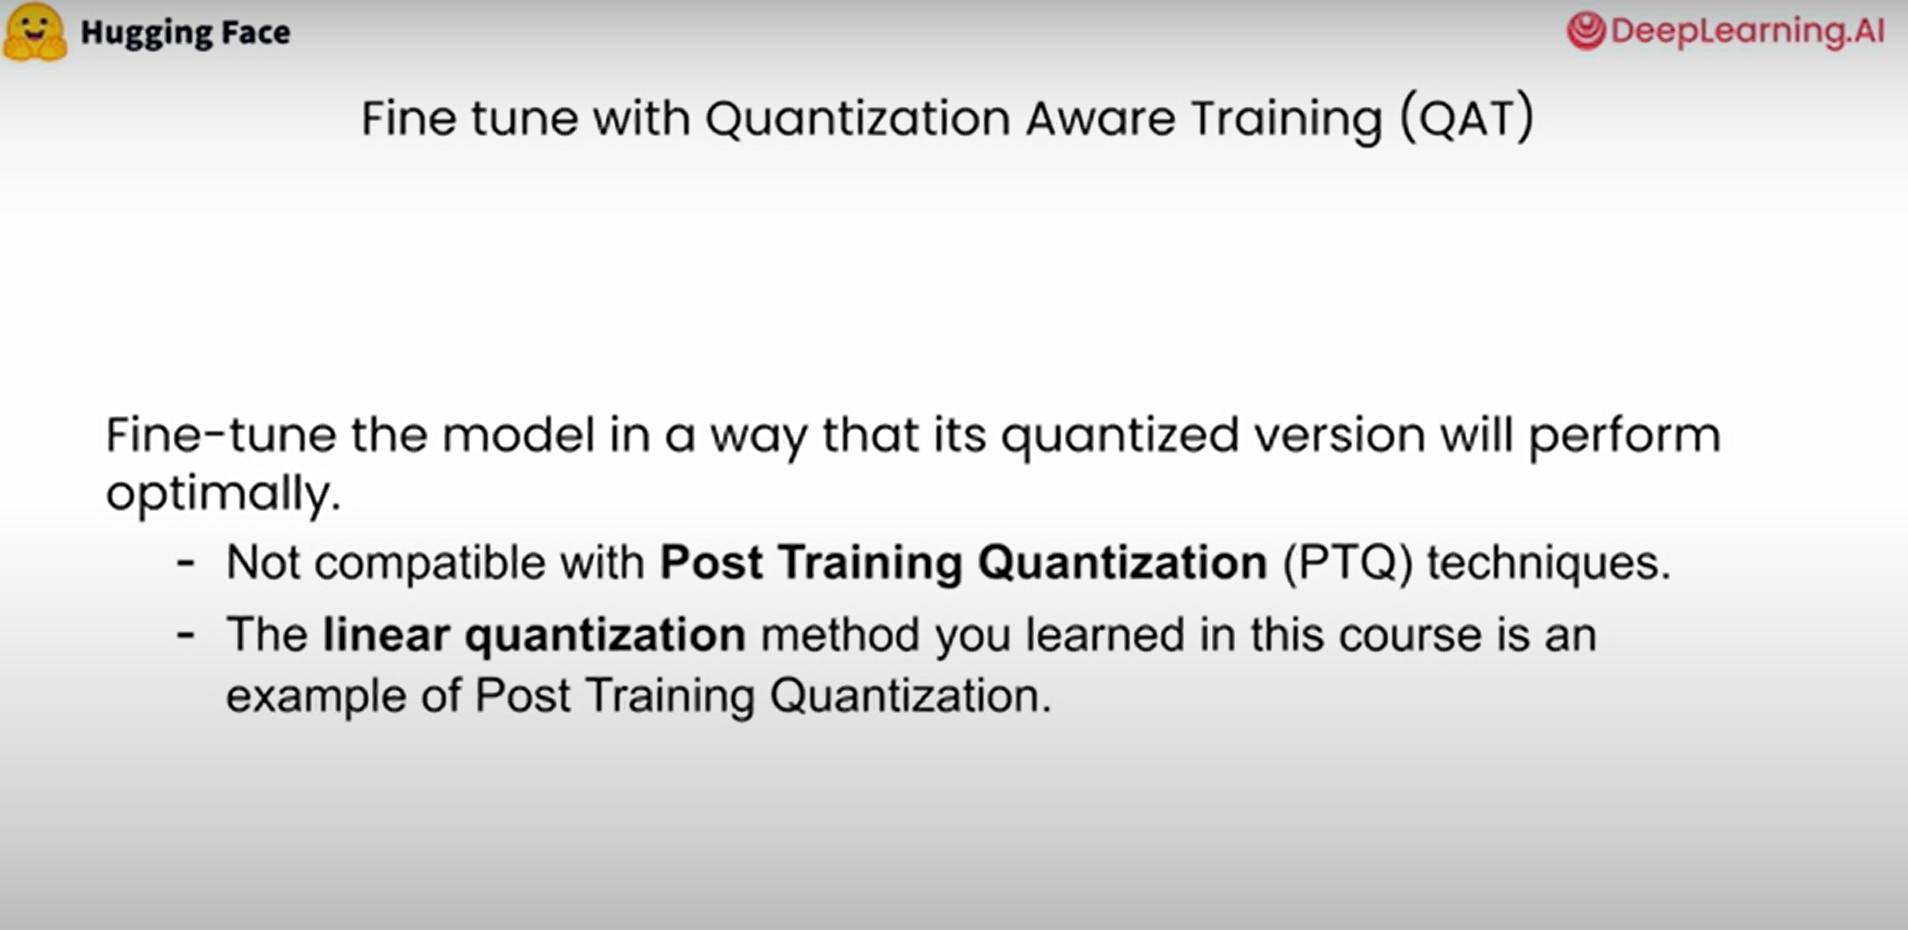 Hugging Face
DeepLearning.AI
Fine tune with Quantization Aware Training (QAT)
Fine-tune the model in a way that its quantized version will perform
optimally.
- Not compatible with Post Training Quantization (PTQ) techniques.
- The linear quantization method you learned in this course is an
example of Post Training Quantization.